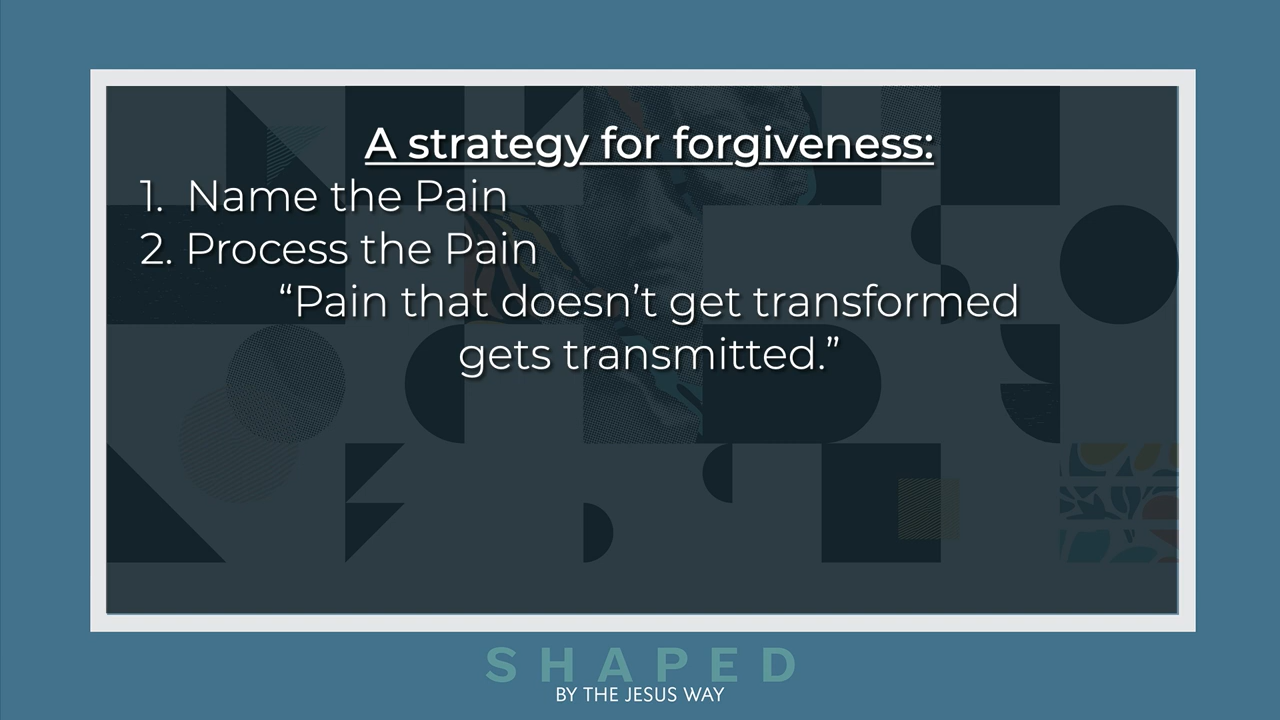 A strategy for forgiveness:
1. Name the Pain
2. Process the Pain
“Pain that doesn’t get transformed
gets transmitted.”
SHAPED
BY THE JESUS WAY